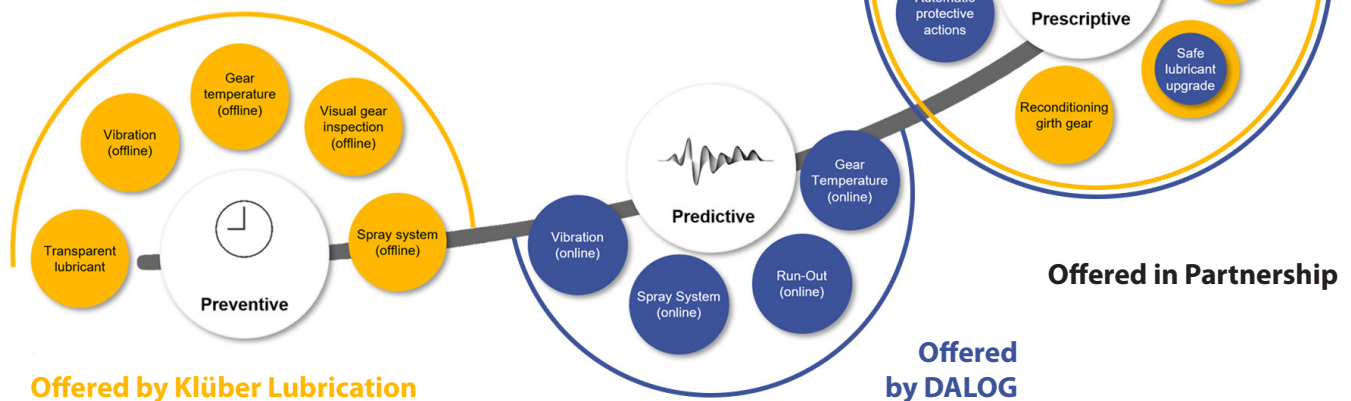 Gear
temperature
(offline)
Vibration
(offline)
Visual gear
inspection
(offline)
Transparent
lubricant
Spray system
(offline)
Preventive
Offered by Klüber Lubrication
Vibration
(online)
Spray System
(online)
Run-Out
(online)
Gear
Temperature
(online)
Predictive
Offered
by DALOG
protective
actions
Prescriptive
Safe
lubricant
upgrade
Reconditioning
girth gear
Offered in Partnership